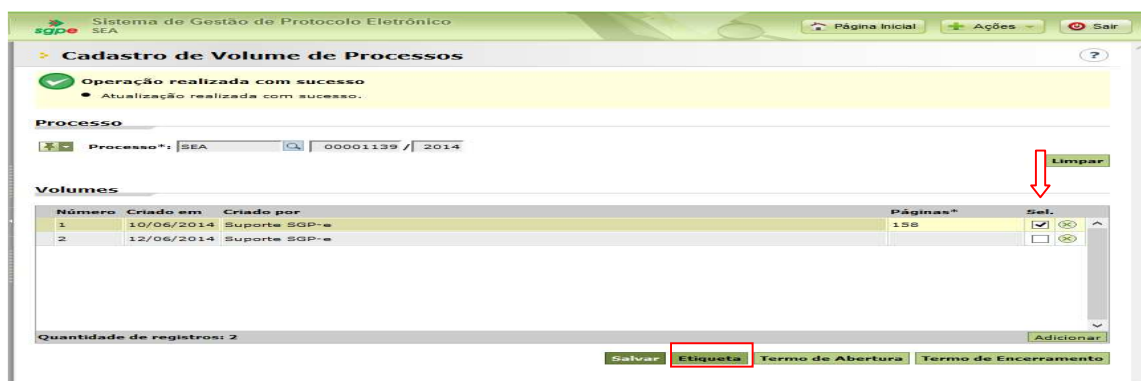 Sistema de Gestão de Protocolo Eletrônico
sgpe SEA
Página Inicial Ações Sair
Cadastro de Volume de Processos ?
Operação realizada com sucesso
Atualização realizada com sucesso.
Processo
Processo*: SEA 00001139 / 2014
Limpar
Volumes
Número Criado em Criado por Páginas* Sel.
1 10/06/2014 Suporte SGP-e 158
2 12/06/2014 Suporte SGP-e
Quantidade de registros: 2 Adicionar
Salvar Etiqueta Termo de Abertura Termo de Encerramento